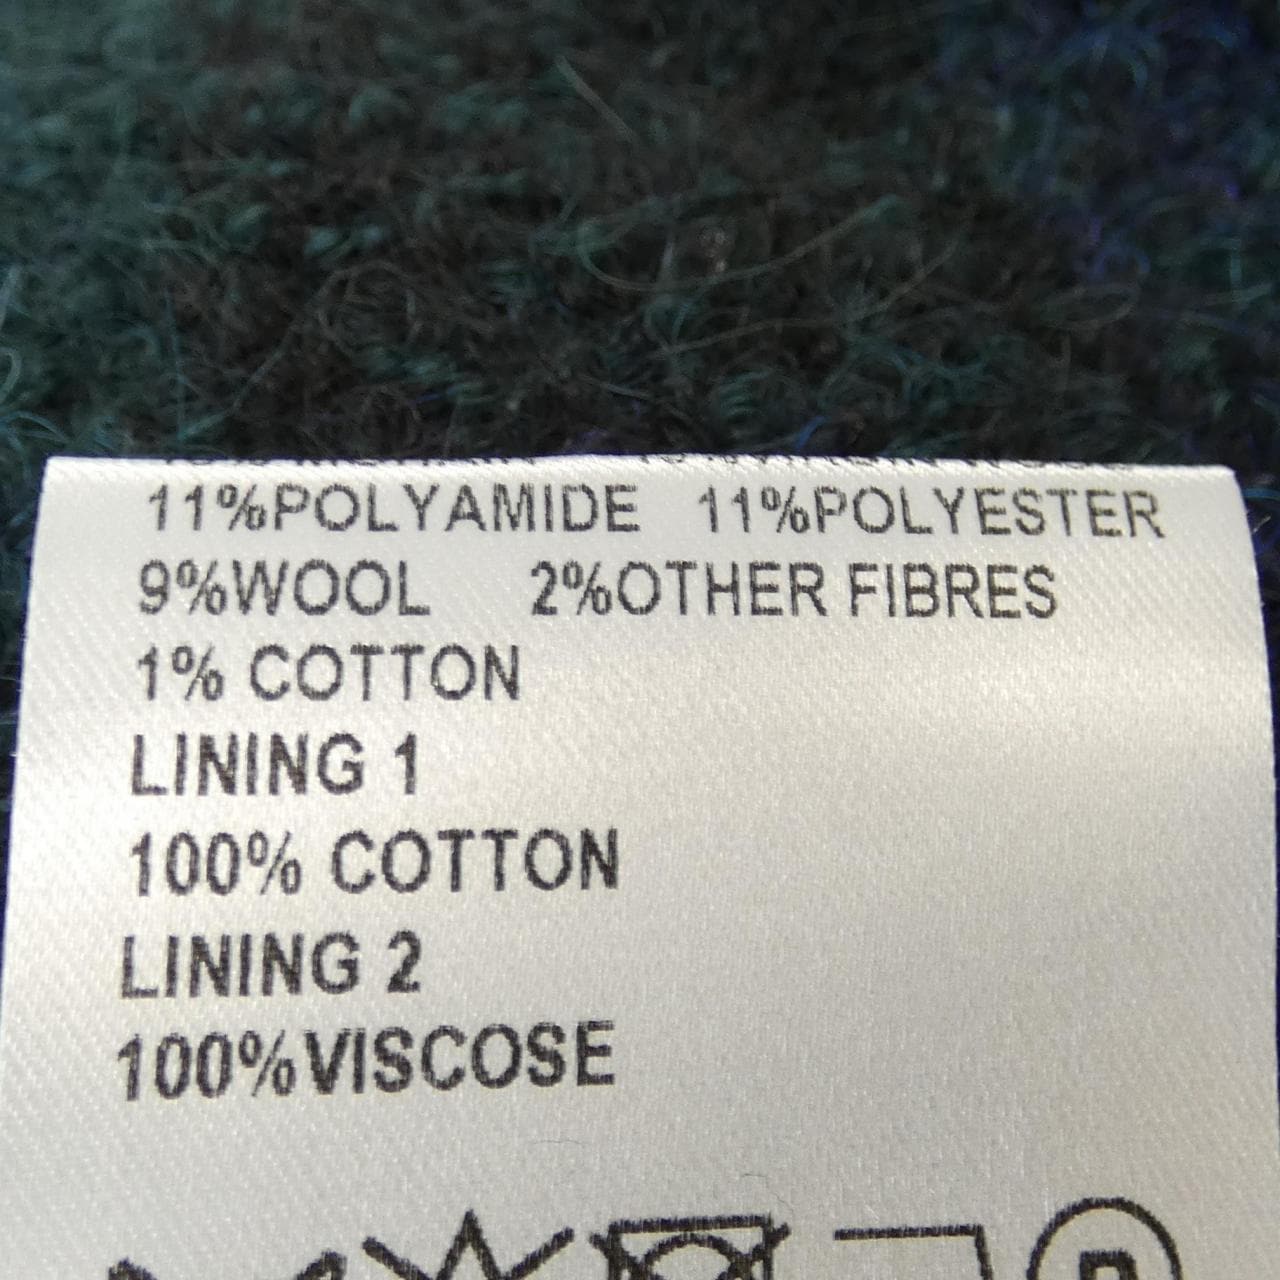 11%POLYAMIDE 11%POLYESTER
9%WOOL 2%OTHER FIBRES
1% COTTON
LINING 1
100% COTTON
LINING 2
100%VISCOSE